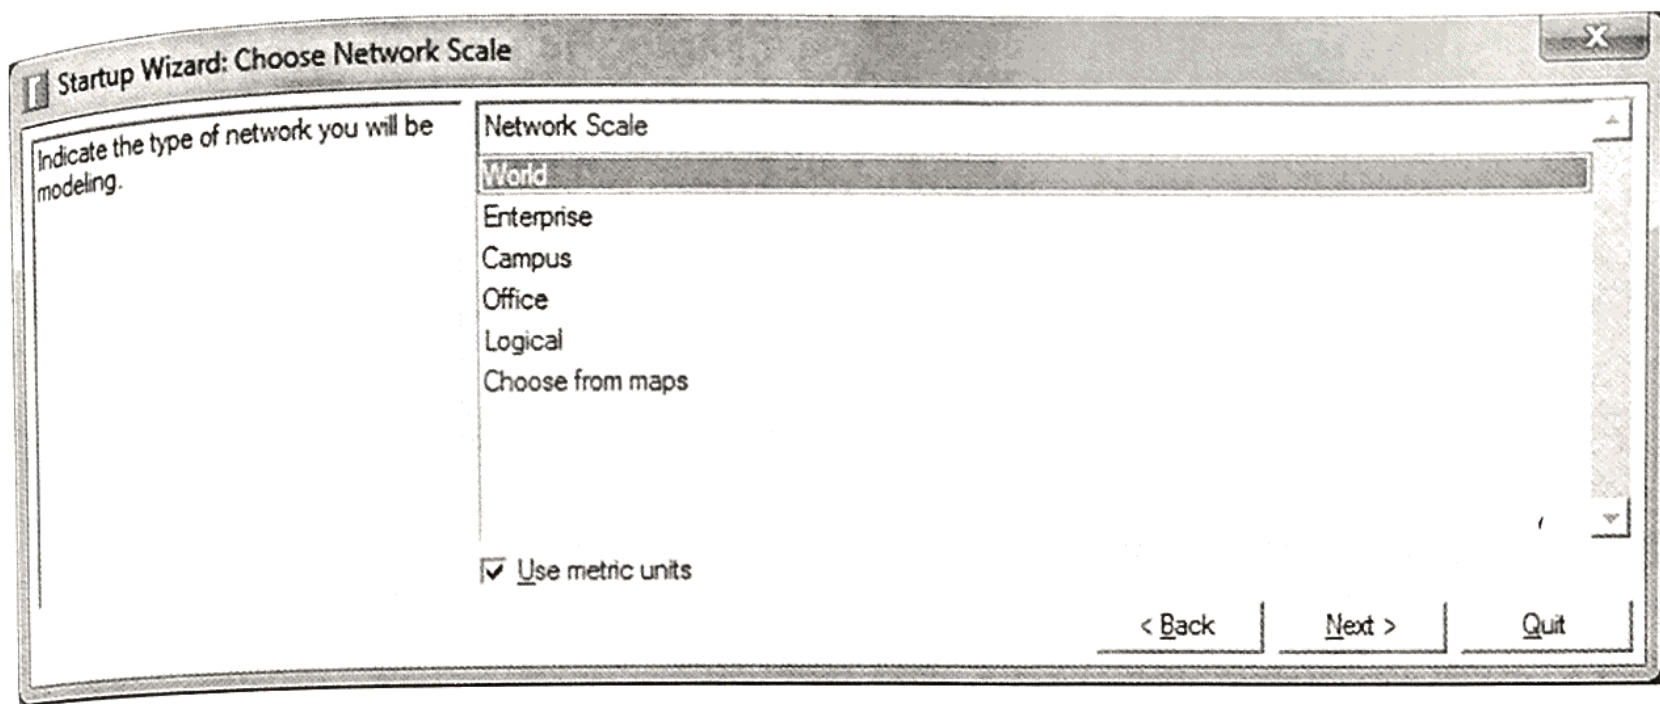 Startup Wizard: Choose Network Scale
Indicate the type of network you will be
modeling.
Network Scale
World
Enterprise
Campus
Office
Logical
Choose from maps
Use metric units
< Back
Next >
Quit